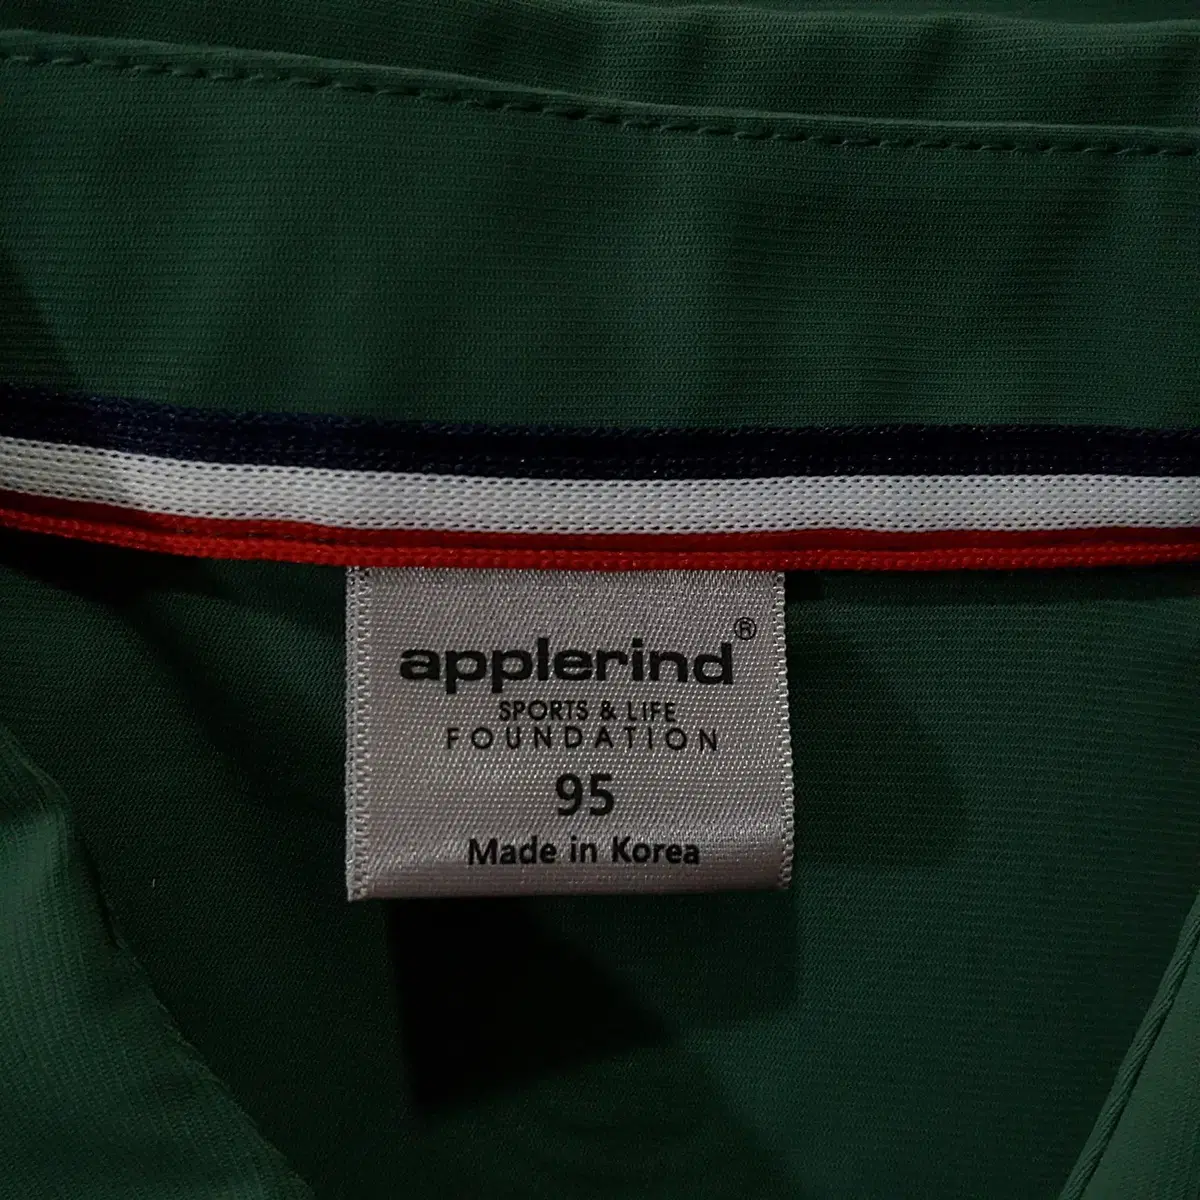 applerind®
SPORTS & LIFE
FOUNDATION
95
Made in Korea